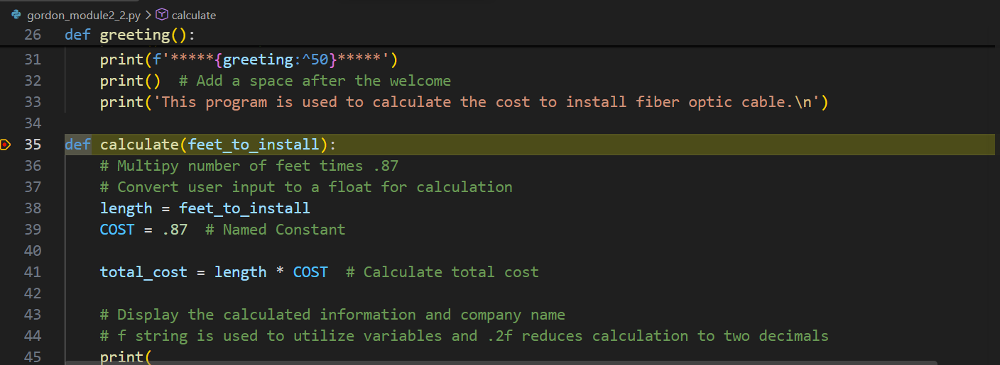 gordon_module2_2.py > calculate
26 def greeting():
31 print(f'*****{greeting:^50}*****')
32 print()  # Add a space after the welcome
33 print('This program is used to calculate the cost to install fiber optic cable.\n')
34
35 def calculate(feet_to_install):
36 # Multipy number of feet times .87
37 # Convert user input to a float for calculation
38 length = feet_to_install
39 COST = .87  # Named Constant
40
41 total_cost = length * COST  # Calculate total cost
42
43 # Display the calculated information and company name
44 # f string is used to utilize variables and .2f reduces calculation to two decimals
45 print(